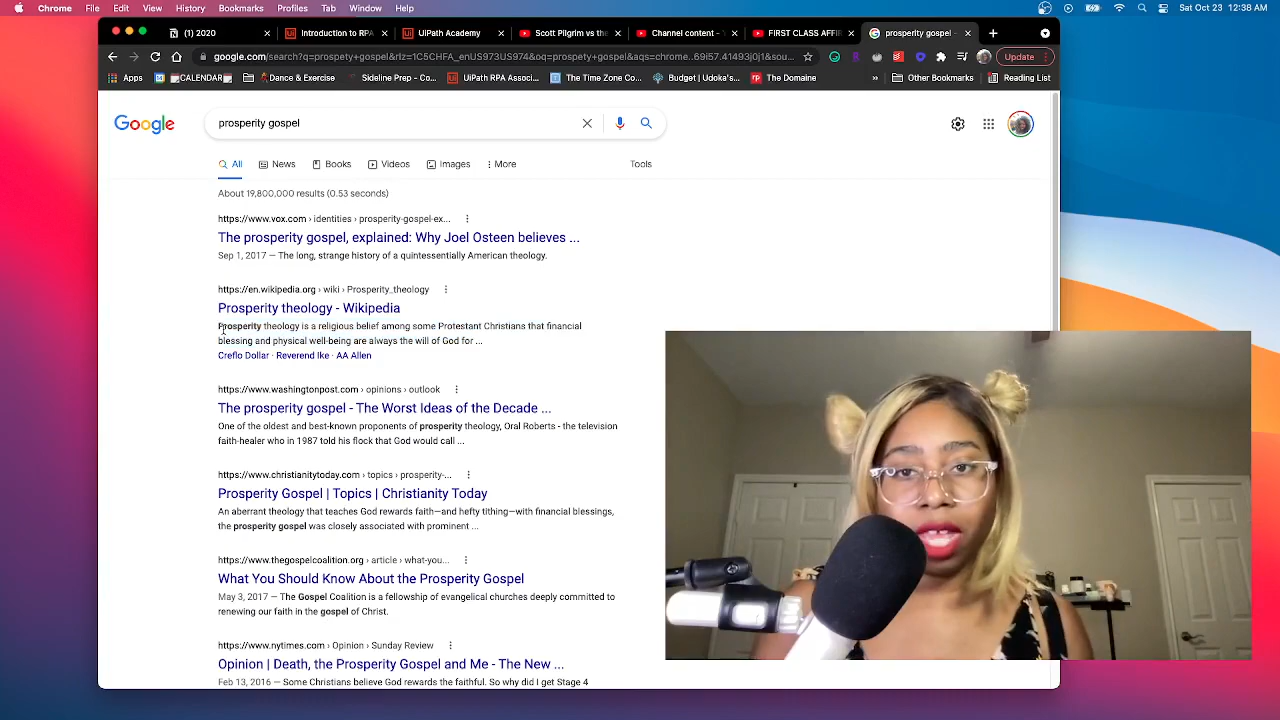 Chrome File Edit View History Bookmarks Profiles Tab Window Help Sat Oct 23 12:38 AM
(1) 2020 Introduction to RPA UiPath Academy Scott Pilgrim vs the Channel content - FIRST CLASS AFFI prosperity gospel -
google.com/search?q=prospety+gospel&rlz=1C5CHFA_enUS973US974&oq=prospety+gospel&aqs=chrome..69i57.41493j0j1&sou... Update
Apps CALENDAR Dance & Exercise Sideline Prep - Co... UiPath RPA Associ... The Time Zone Co... Budget | Udoka's... The Domaine » Other Bookmarks Reading List
Google prosperity gospel
All News Books Videos Images More Tools
About 19,800,000 results (0.53 seconds)
https://www.vox.com › identities › prosperity-gospel-ex...
The prosperity gospel, explained: Why Joel Osteen believes ...
Sep 1, 2017 — The long, strange history of a quintessentially American theology.
https://en.wikipedia.org › wiki › Prosperity_theology
Prosperity theology - Wikipedia
Prosperity theology is a religious belief among some Protestant Christians that financial
blessing and physical well-being are always the will of God for ...
Creflo Dollar · Reverend Ike · AA Allen
https://www.washingtonpost.com › opinions › outlook
The prosperity gospel - The Worst Ideas of the Decade ...
One of the oldest and best-known proponents of prosperity theology, Oral Roberts - the television
faith-healer who in 1987 told his flock that God would call ...
https://www.christianitytoday.com › topics › prosperity-...
Prosperity Gospel | Topics | Christianity Today
An aberrant theology that teaches God rewards faith—and hefty tithing—with financial blessings,
the prosperity gospel was closely associated with prominent ...
https://www.thegospelcoalition.org › article › what-you...
What You Should Know About the Prosperity Gospel
May 3, 2017 — The Gospel Coalition is a fellowship of evangelical churches deeply committed to
renewing our faith in the gospel of Christ.
https://www.nytimes.com › Opinion › Sunday Review
Opinion | Death, the Prosperity Gospel and Me - The New ...
Feb 13, 2016 — Some Christians believe God rewards the faithful. So why did I get Stage 4